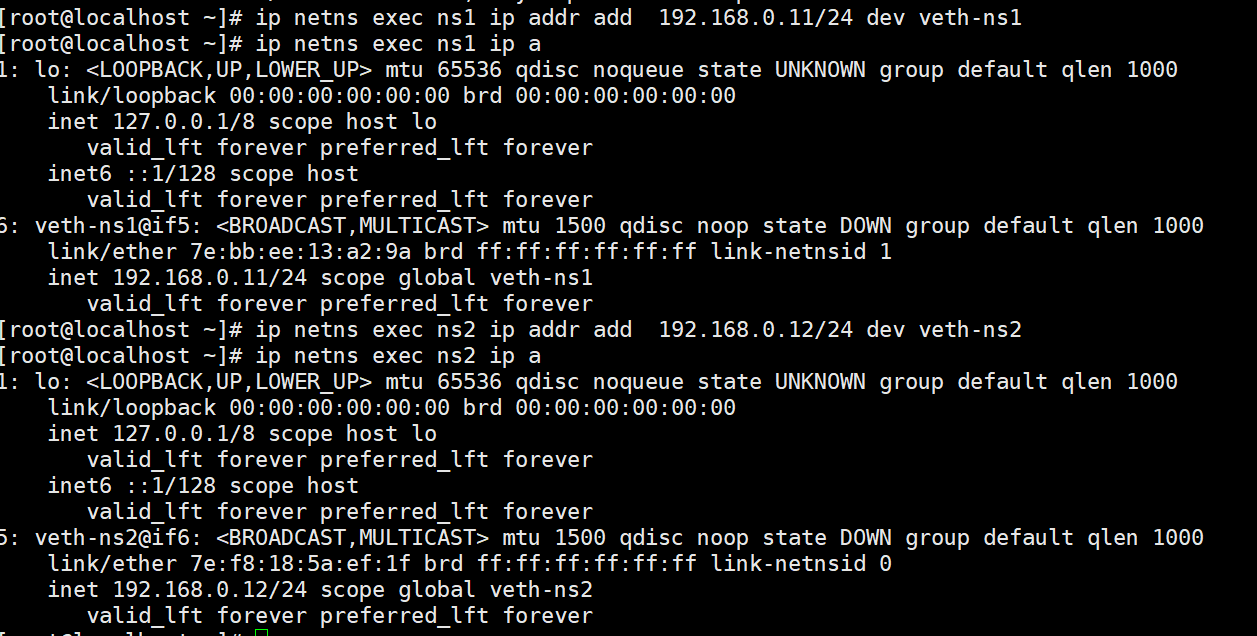 [root@localhost ~]# ip netns exec ns1 ip addr add  192.168.0.11/24 dev veth-ns1
[root@localhost ~]# ip netns exec ns1 ip a
1: lo: <LOOPBACK,UP,LOWER_UP> mtu 65536 qdisc noqueue state UNKNOWN group default qlen 1000
    link/loopback 00:00:00:00:00:00 brd 00:00:00:00:00:00
    inet 127.0.0.1/8 scope host lo
       valid_lft forever preferred_lft forever
    inet6 ::1/128 scope host
       valid_lft forever preferred_lft forever
6: veth-ns1@if5: <BROADCAST,MULTICAST> mtu 1500 qdisc noop state DOWN group default qlen 1000
    link/ether 7e:bb:ee:13:a2:9a brd ff:ff:ff:ff:ff:ff link-netnsid 1
    inet 192.168.0.11/24 scope global veth-ns1
       valid_lft forever preferred_lft forever
[root@localhost ~]# ip netns exec ns2 ip addr add  192.168.0.12/24 dev veth-ns2
[root@localhost ~]# ip netns exec ns2 ip a
1: lo: <LOOPBACK,UP,LOWER_UP> mtu 65536 qdisc noqueue state UNKNOWN group default qlen 1000
    link/loopback 00:00:00:00:00:00 brd 00:00:00:00:00:00
    inet 127.0.0.1/8 scope host lo
       valid_lft forever preferred_lft forever
    inet6 ::1/128 scope host
       valid_lft forever preferred_lft forever
5: veth-ns2@if6: <BROADCAST,MULTICAST> mtu 1500 qdisc noop state DOWN group default qlen 1000
    link/ether 7e:f8:18:5a:ef:1f brd ff:ff:ff:ff:ff:ff link-netnsid 0
    inet 192.168.0.12/24 scope global veth-ns2
       valid_lft forever preferred_lft forever